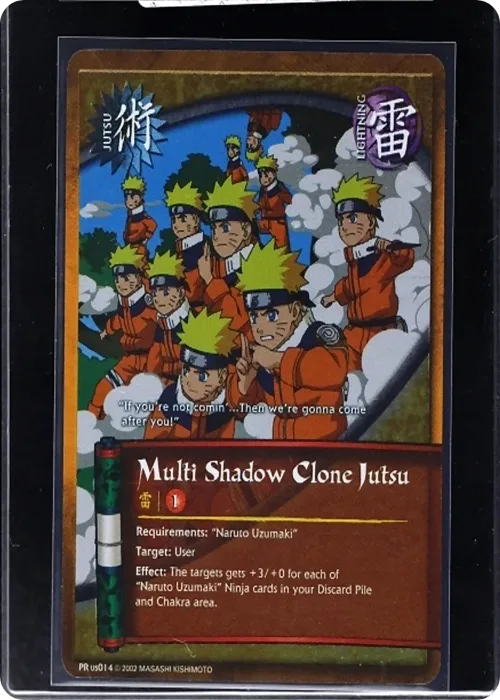 JUTSU 術
LIGHTNING 雷
"If you're not comin'...Then we're gonna come
after you!"
Multi Shadow Clone Jutsu
雷 1
Requirements: "Naruto Uzumaki"
Target: User
Effect: The targets gets +3/+0 for each of
"Naruto Uzumaki" Ninja cards in your Discard Pile
and Chakra area.
PR us014 © 2002 MASASHI KISHIMOTO